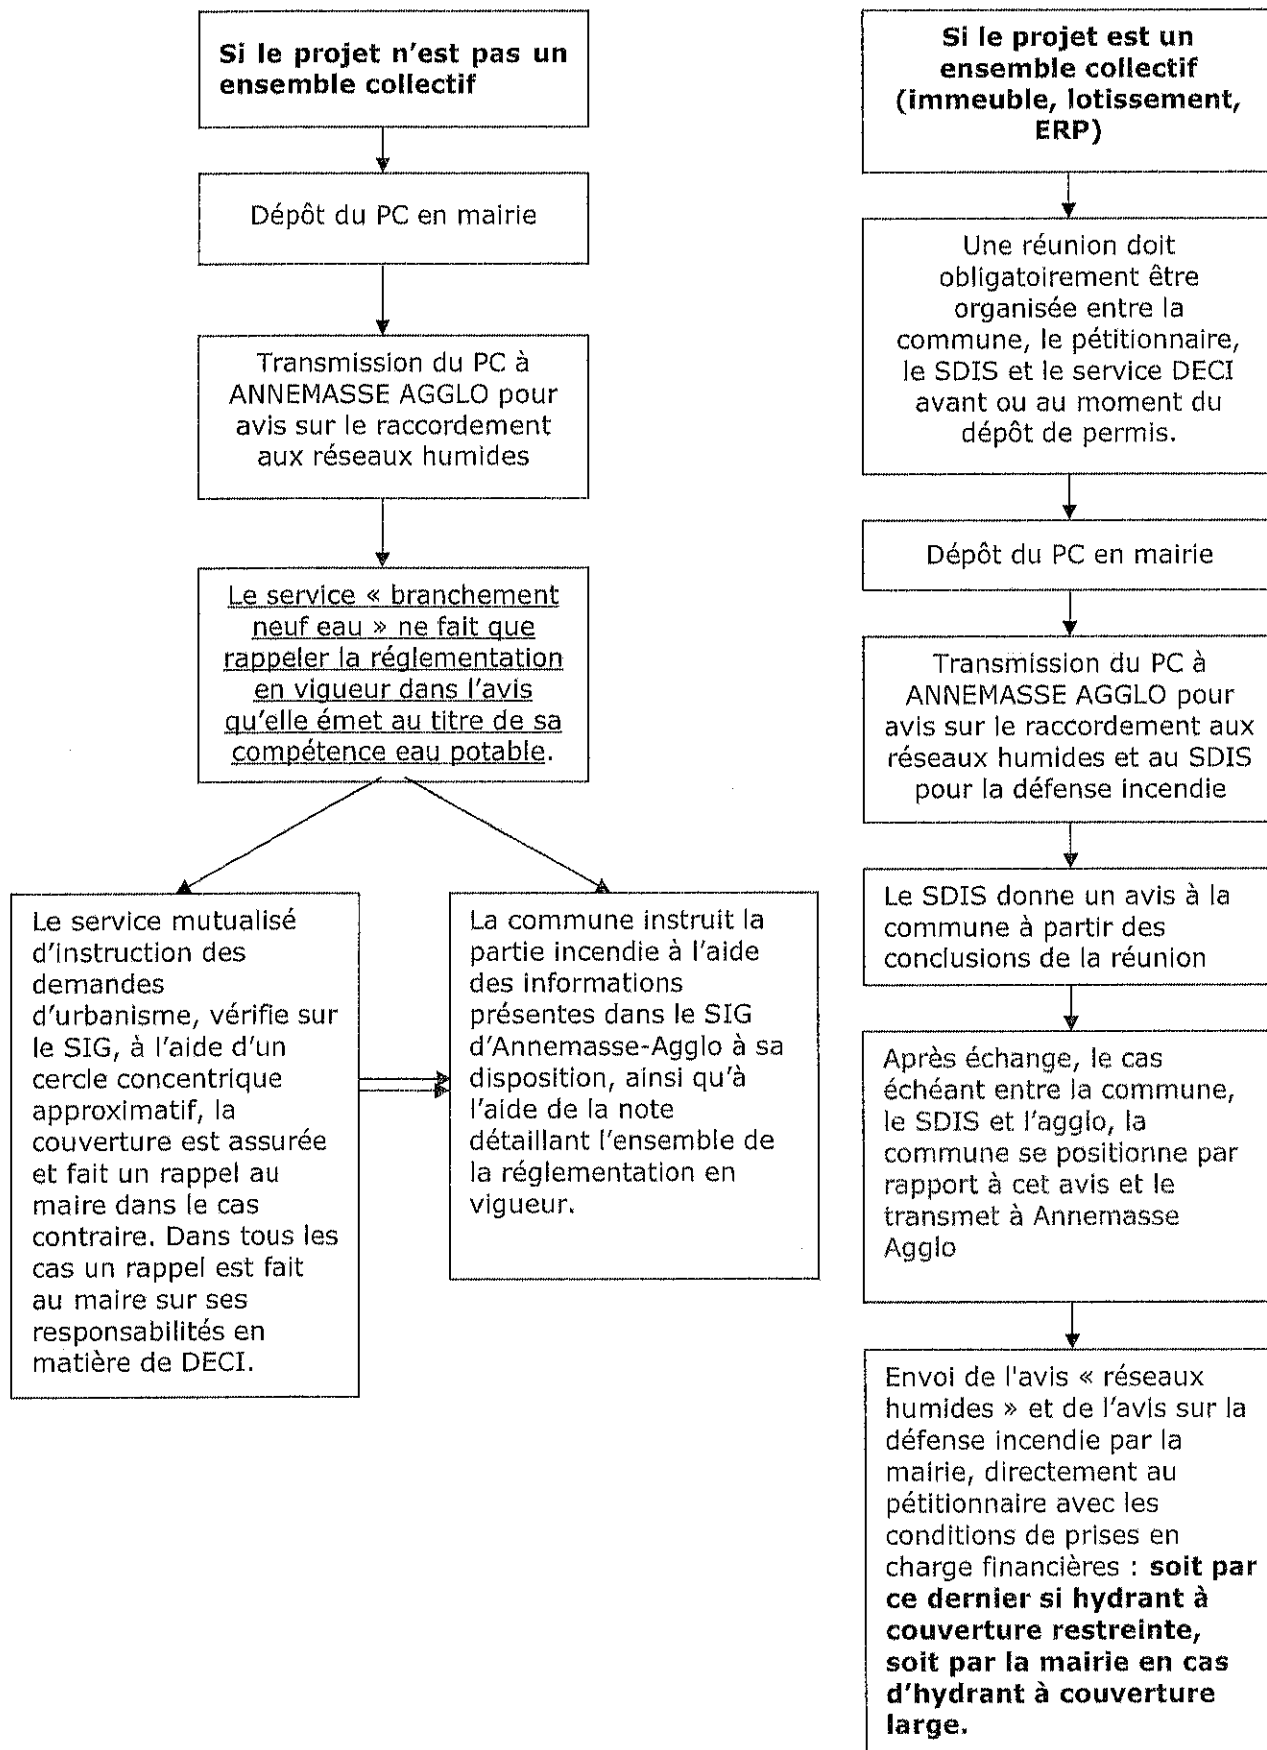 Si le projet n'est pas un
ensemble collectif
Dépôt du PC en mairie
Transmission du PC à
ANNEMASSE AGGLO pour
avis sur le raccordement
aux réseaux humides
Le service « branchement
neuf eau » ne fait que
rappeler la réglementation
en vigueur dans l'avis
qu'elle émet au titre de sa
compétence eau potable.
Le service mutualisé
d'instruction des
demandes
d'urbanisme, vérifie sur
le SIG, à l'aide d'un
cercle concentrique
approximatif, la
couverture est assurée
et fait un rappel au
maire dans le cas
contraire. Dans tous les
cas un rappel est fait
au maire sur ses
responsabilités en
matière de DECI.
La commune instruit la
partie incendie à l'aide
des informations
présentes dans le SIG
d'Annemasse-Agglo à sa
disposition, ainsi qu'à
l'aide de la note
détaillant l'ensemble de
la réglementation en
vigueur.
Si le projet est un
ensemble collectif
(immeuble, lotissement,
ERP)
Une réunion doit
obligatoirement être
organisée entre la
commune, le pétitionnaire,
le SDIS et le service DECI
avant ou au moment du
dépôt de permis.
Dépôt du PC en mairie
Transmission du PC à
ANNEMASSE AGGLO pour
avis sur le raccordement aux
réseaux humides et au SDIS
pour la défense incendie
Le SDIS donne un avis à la
commune à partir des
conclusions de la réunion
Après échange, le cas
échéant entre la commune,
le SDIS et l'agglo, la
commune se positionne par
rapport à cet avis et le
transmet à Annemasse
Agglo
Envoi de l'avis « réseaux
humides » et de l'avis sur la
défense incendie par la
mairie, directement au
pétitionnaire avec les
conditions de prises en
charge financières : soit par
ce dernier si hydrant à
couverture restreinte,
soit par la mairie en cas
d'hydrant à couverture
large.